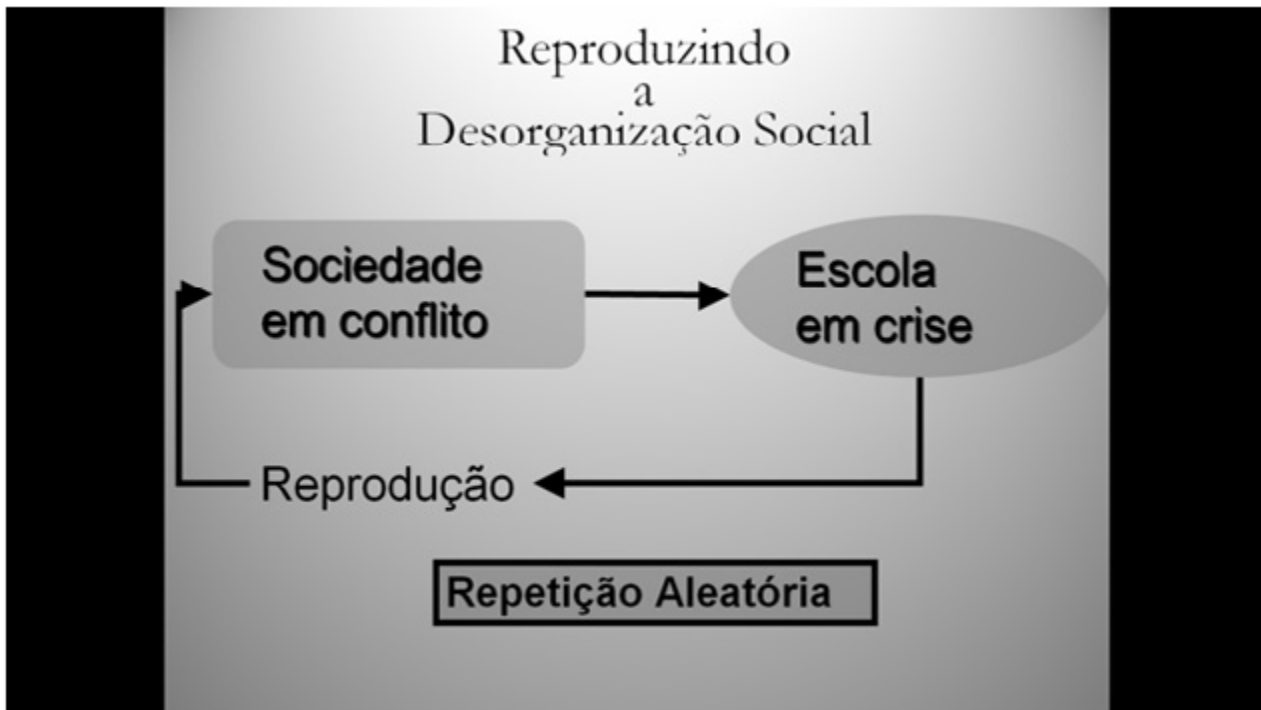 Reproduzindo
a
Desorganização Social
Sociedade
em conflito
Escola
em crise
Reprodução
Repetição Aleatória